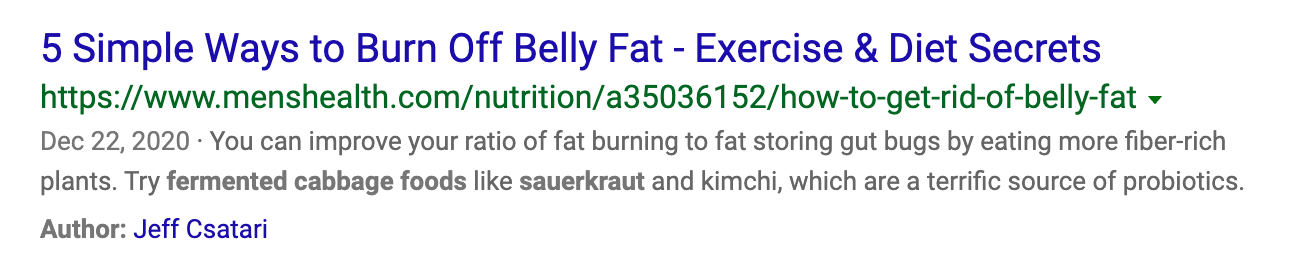 5 Simple Ways to Burn Off Belly Fat - Exercise & Diet Secrets
https://www.menshealth.com/nutrition/a35036152/how-to-get-rid-of-belly-fat
Dec 22, 2020 · You can improve your ratio of fat burning to fat storing gut bugs by eating more fiber-rich
plants. Try fermented cabbage foods like sauerkraut and kimchi, which are a terrific source of probiotics.
Author: Jeff Csatari